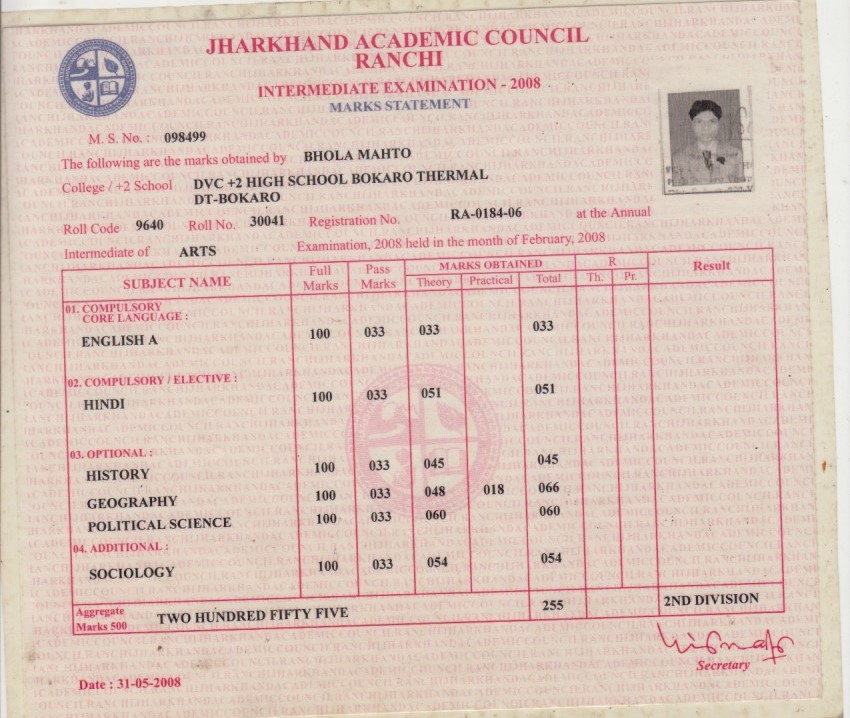 JHARKHAND ACADEMIC COUNCIL
RANCHI
INTERMEDIATE EXAMINATION - 2008
MARKS STATEMENT
M. S. No. : 098499
The following are the marks obtained by BHOLA MAHTO
College / +2 School DVC +2 HIGH SCHOOL BOKARO THERMAL
DT-BOKARO
Roll Code 9640 Roll No. 30041 Registration No. RA-0184-06 at the Annual
Intermediate of ARTS Examination, 2008 held in the month of February, 2008
SUBJECT NAME Full Marks Pass Marks MARKS OBTAINED R Result
Theory Practical Total Th. Pr.
01. COMPULSORY
CORE LANGUAGE :
ENGLISH A 100 033 033 033
02. COMPULSORY / ELECTIVE :
HINDI 100 033 051 051
03. OPTIONAL :
HISTORY 100 033 045 045
GEOGRAPHY 100 033 048 018 066
POLITICAL SCIENCE 100 033 060 060
04. ADDITIONAL :
SOCIOLOGY 100 033 054 054
Aggregate
Marks 500 TWO HUNDRED FIFTY FIVE 255 2ND DIVISION
Secretary
Date : 31-05-2008